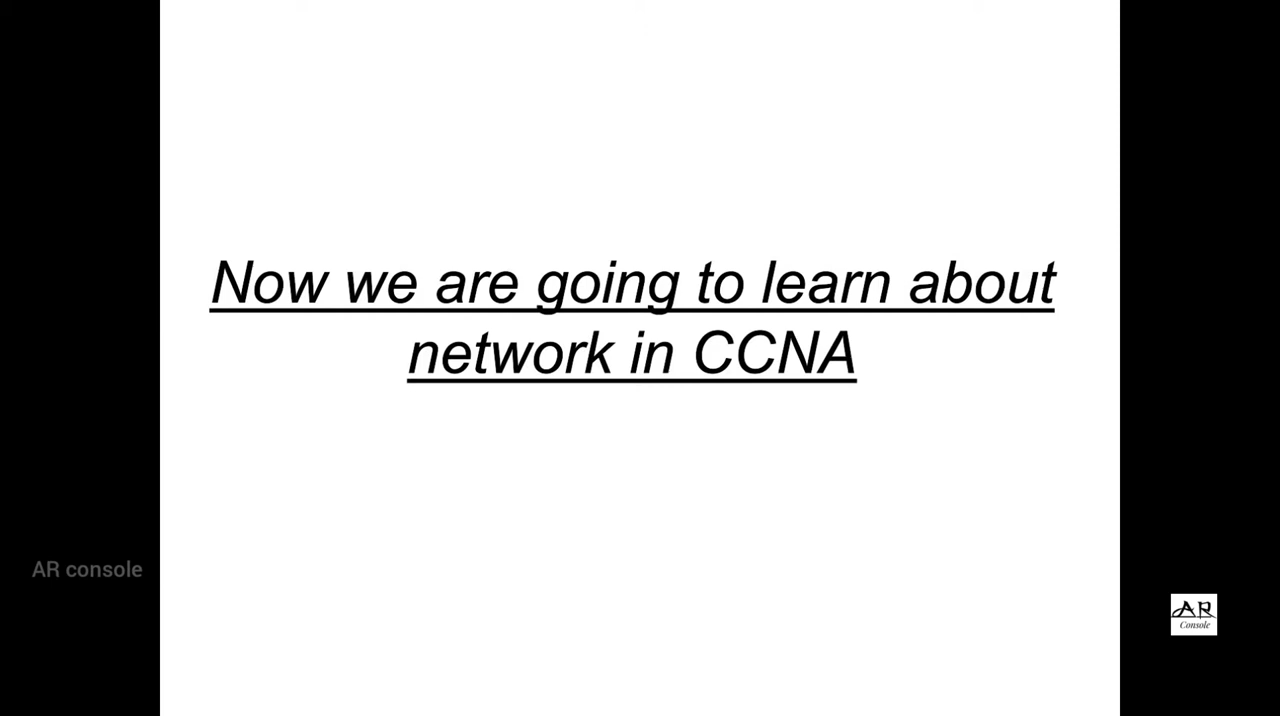 Now we are going to learn about
network in CCNA
AR console
AR
Console